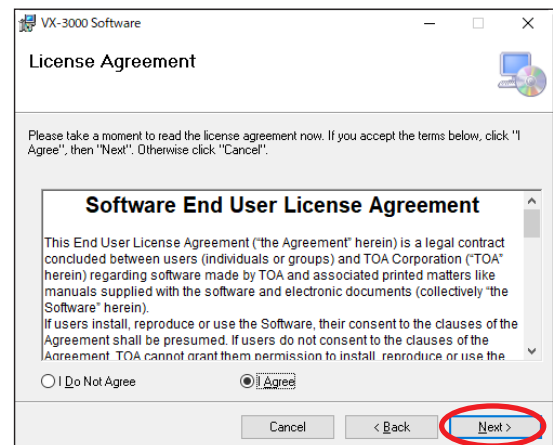 VX-3000 Software
License Agreement
Please take a moment to read the license agreement now. If you accept the terms below, click "I
Agree", then "Next". Otherwise click "Cancel".
Software End User License Agreement
This End User License Agreement (“the Agreement” herein) is a legal contract
concluded between users (individuals or groups) and TOA Corporation (“TOA”
herein) regarding software made by TOA and associated printed matters like
manuals supplied with the software and electronic documents (collectively “the
Software” herein).
If users install, reproduce or use the Software, their consent to the clauses of the
Agreement shall be presumed. If users do not consent to the clauses of the
Agreement, TOA cannot grant them permission to install, reproduce or use the
I Do Not Agree
I Agree
Cancel
< Back
Next >